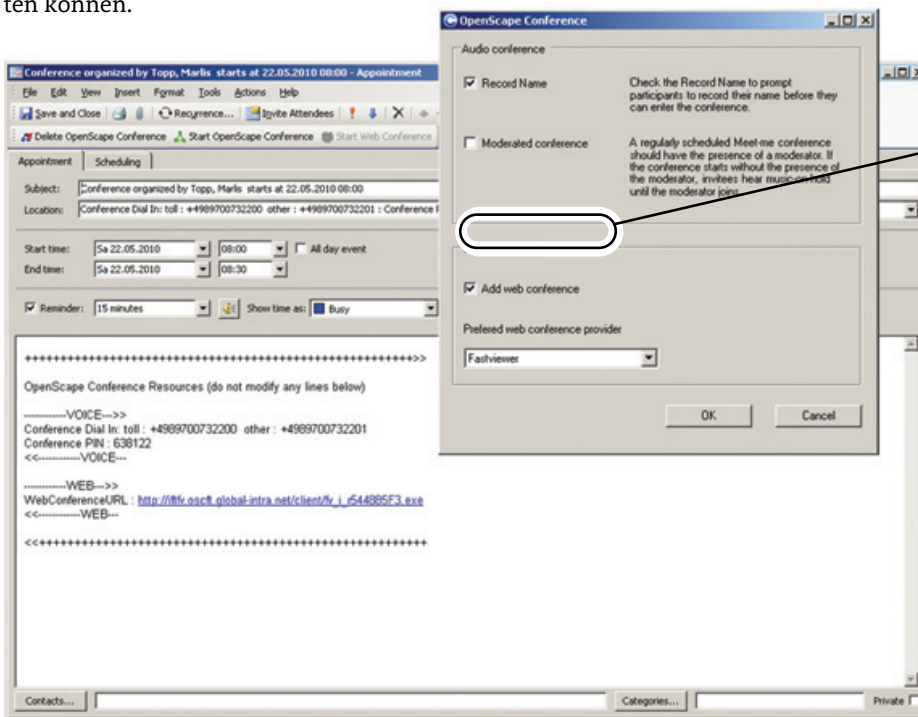 ten können.
OpenScape Conference
Audio conference
Record Name
Check the Record Name to prompt
participants to record their name before they
can enter the conference.
Moderated conference
A regularly scheduled Meet-me conference
should have the presence of a moderator. If
the conference starts without the presence of
the moderator, invitees hear music-on-hold
until the moderator joins.
Add web conference
Prefered web conference provider
Fastviewer
OK Cancel
Conference organized by Topp, Marlis starts at 22.05.2010 08:00 - Appointment
File Edit View Insert Format Tools Actions Help
Save and Close Recurrence... Invite Attendees
Delete OpenScape Conference Start OpenScape Conference Start Web Conference
Appointment Scheduling
Subject: Conference organized by Topp, Marlis starts at 22.05.2010 08:00
Location: Conference Dial In: toll : +4989700732200 other : +4989700732201 : Conference
Start time: Sa 22.05.2010 08:00 All day event
End time: Sa 22.05.2010 08:30
Reminder: 15 minutes Show time as: Busy
++++++++++++++++++++++++++++++++++++++++++++++++++++++>>
OpenScape Conference Resources (do not modify any lines below)
------------VOICE--->>
Conference Dial In: toll : +4989700732200 other : +4989700732201
Conference PIN : 638122
<<------------VOICE---
------------WEB--->>
WebConferenceURL :
<<------------WEB---
<<++++++++++++++++++++++++++++++++++++++++++++++++++++++
Contacts... Categories... Private